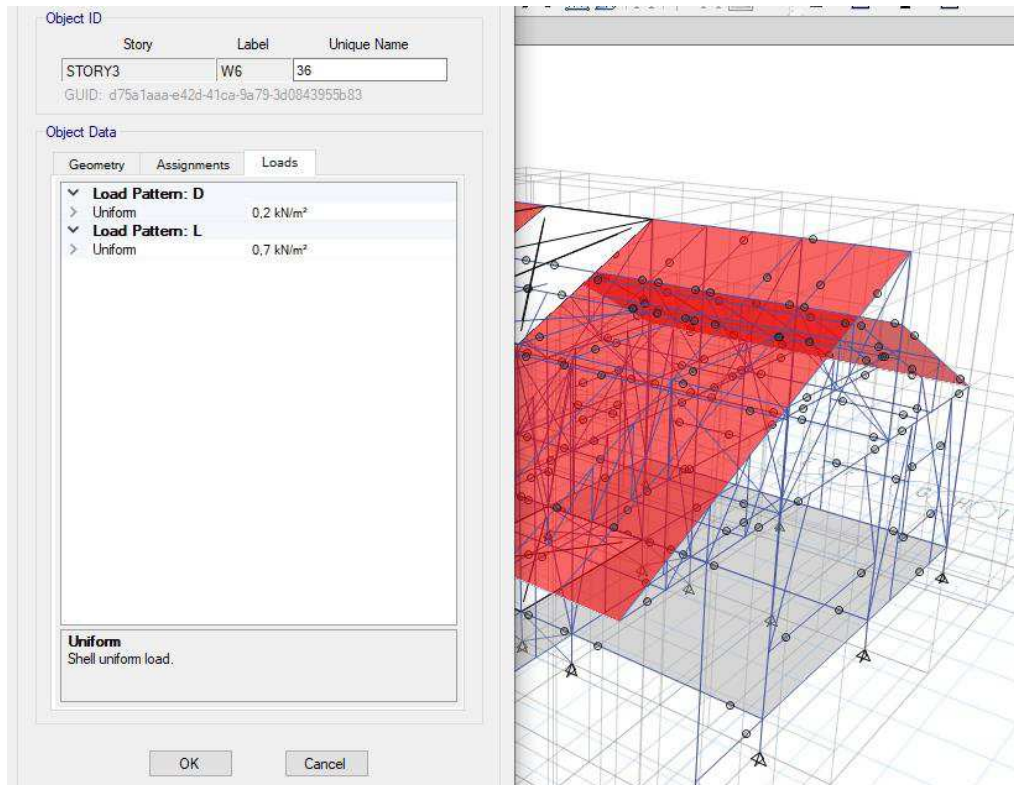 Object ID
Story Label Unique Name
STORY3 W6 36
GUID: d75a1aaa-e42d-41ca-9a79-3d0843955b83
Object Data
Geometry Assignments Loads
Load Pattern: D
Uniform 0,2 kN/m²
Load Pattern: L
Uniform 0,7 kN/m²
Uniform
Shell uniform load.
OK Cancel